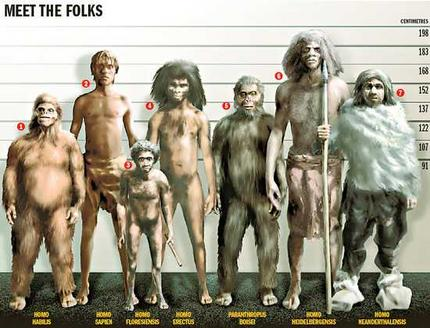 MEET THE FOLKS
CENTIMETRES
198
183
168
152
137
122
107
91
1
2
3
4
5
6
7
HOMO
HABILIS
HOMO
SAPIEN
HOMO
FLORESIENSIS
HOMO
ERECTUS
PARANTHROPUS
BOISEI
HOMO
HEIDELBERGENSIS
HOMO
NEANDERTHALENSIS